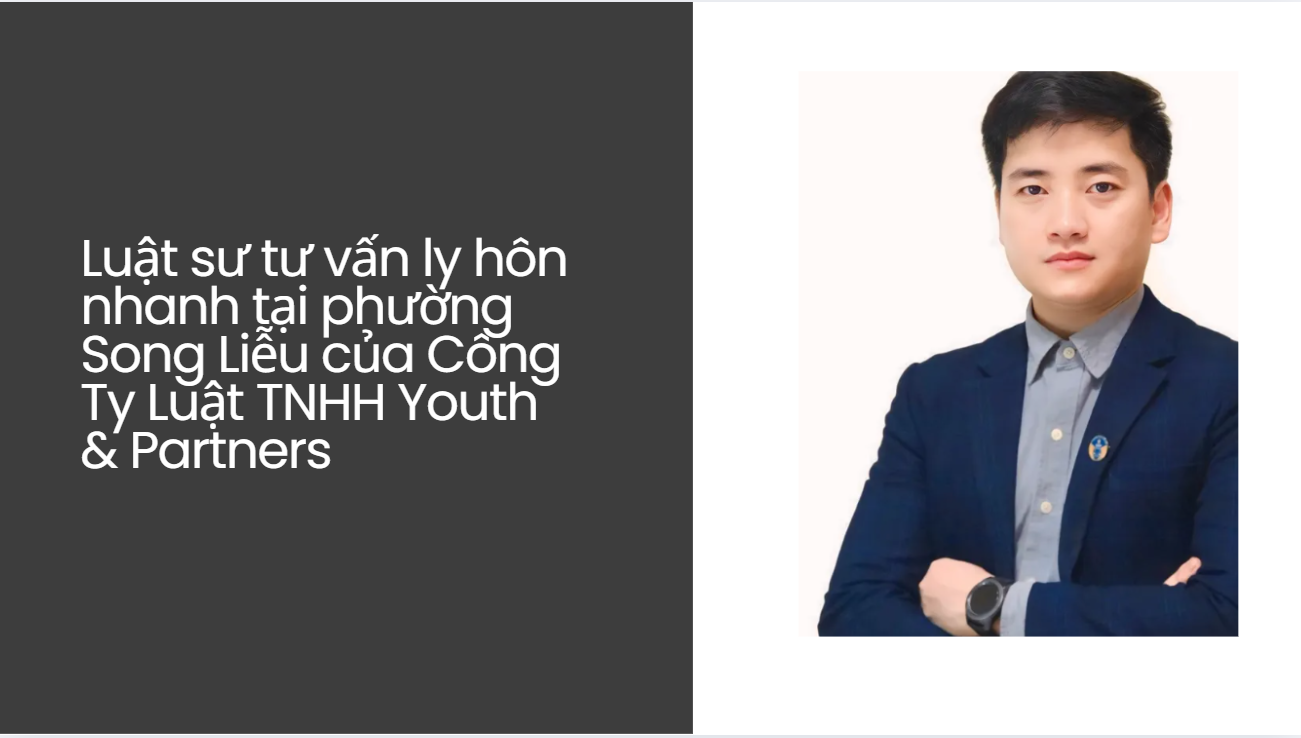 Luật sư tư vấn ly hôn
nhanh tại phường
Song Liễu của Công
Ty Luật TNHH Youth
& Partners